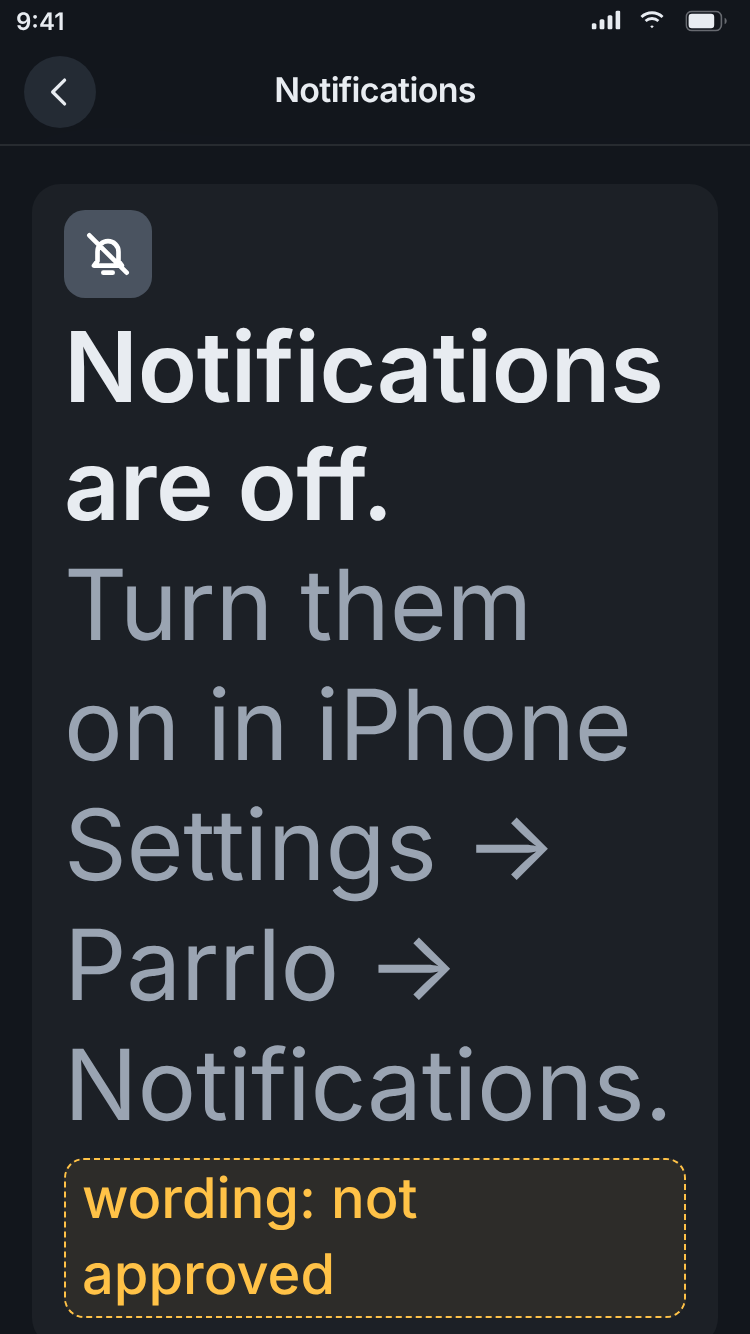 9:41
Notifications
Notifications
are off.
Turn them
on in iPhone
Settings →
Parrlo →
Notifications.
wording: not
approved